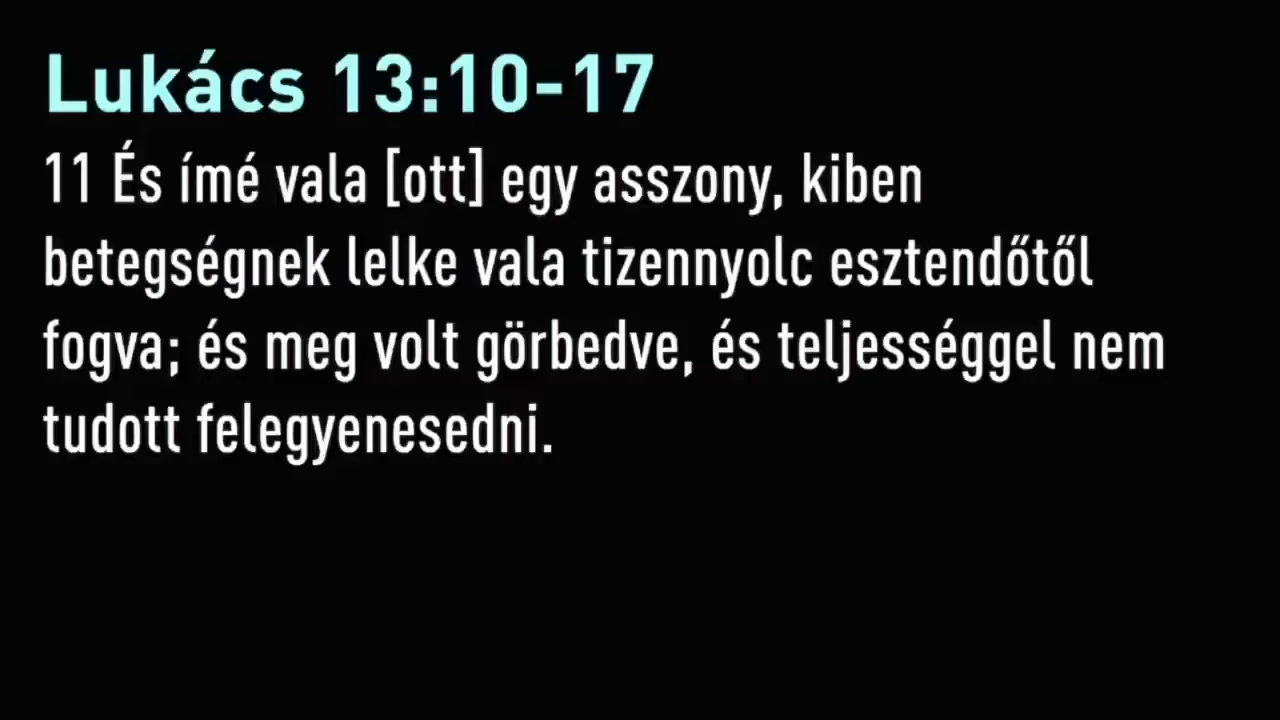 Lukács 13:10-17
11 És ímé vala [ott] egy asszony, kiben
betegségnek lelke vala tizennyolc esztendőtől
fogva; és meg volt görbedve, és teljességgel nem
tudott felegyenesedni.